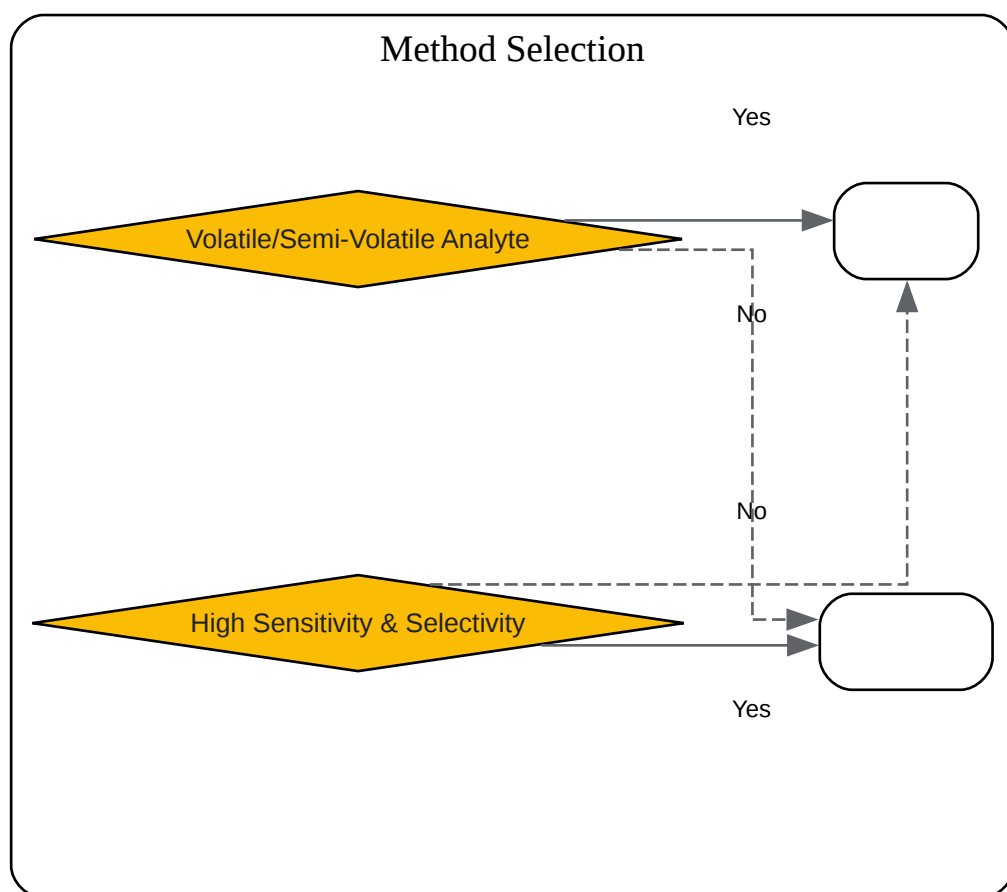 Method Selection
Yes
Volatile/Semi-Volatile Analyte
No
No
High Sensitivity & Selectivity
Yes